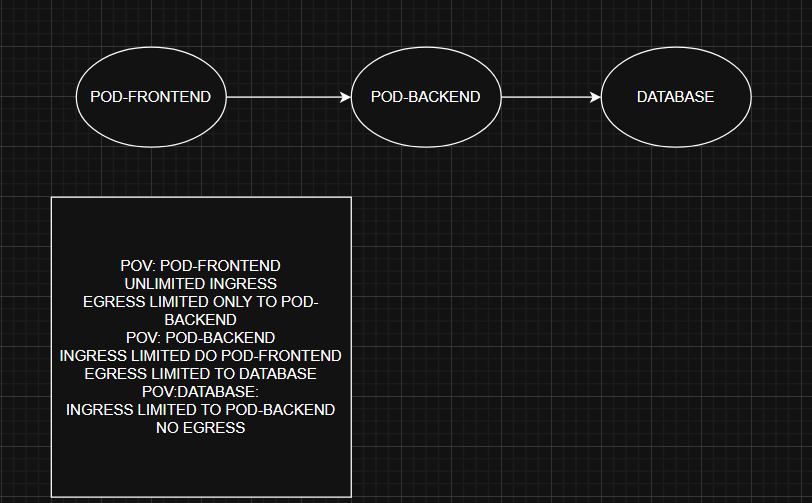 POD-FRONTEND
POD-BACKEND
DATABASE
POV: POD-FRONTEND
UNLIMITED INGRESS
EGRESS LIMITED ONLY TO POD-
BACKEND
POV: POD-BACKEND
INGRESS LIMITED DO POD-FRONTEND
EGRESS LIMITED TO DATABASE
POV:DATABASE:
INGRESS LIMITED TO POD-BACKEND
NO EGRESS